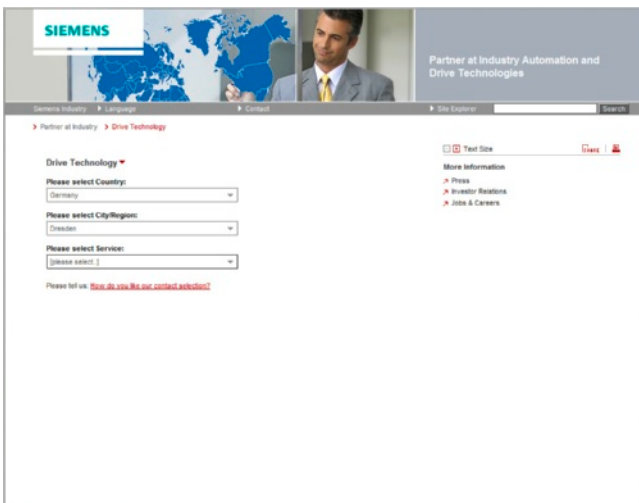 SIEMENS
Partner at Industry Automation and
Drive Technologies
Siemens Industry Language Contact Site Explorer Search
Partner at Industry Drive Technology
Text Size
Drive Technology
More Information
Please select Country:
Press
Germany
Investor Relations
Jobs & Careers
Please select City/Region:
Dresden
Please select Service:
[please select..]
Please tell us. How do you like our contact selection?